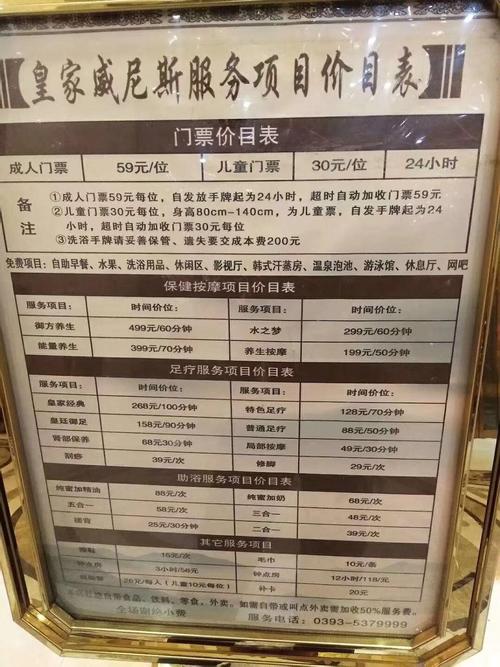 皇家威尼斯服务项目价目表
门票价目表
成人门票 59元/位 儿童门票 30元/位 24小时
备注
①成人门票59元每位，自发放手牌起为24小时，超时自动加收门票59元
②儿童门票30元每位，身高80cm-140cm，为儿童票，自发手牌起为24
小时，超时自动加收门票30元每位
③洗浴手牌请妥善保管、遗失要交成本费200元
免费项目：自助早餐、水果、洗浴用品、休闲区、影视厅、韩式汗蒸房、温泉泡池、游泳馆、休息厅、网吧
保健按摩项目价目表
服务项目： 时间价位： 服务项目： 时间价位：
御方养生 499元/60分钟 水之梦 299元/60分钟
能量养生 399元/70分钟 养生按摩 199元/50分钟
足疗服务项目价目表
服务项目： 时间价位： 服务项目： 时间价位：
皇家经典 268元/100分钟 特色足疗 128元/70分钟
皇廷御足 158元/90分钟 普通足疗 88元/50分钟
肾部保养 68元30分钟 局部按摩 49元/30分钟
刮痧 39元/次 修脚 29元/次
助浴服务项目价目表
纯蜜加精油 88元/次 纯蜜加奶 68元/次
五合一 58元/次 三合一 48元/次
搓背 25元/30分钟 二合一 39元/次
其它服务项目
擦鞋 15元/次 毛巾 10元/条
钟点房 3小时/58元 钟点房 12小时/118/元
26元/每人（儿童10元每位） 补卡 20元
自带食品、饮料、零食，外卖。如需自带或叫点外卖需加收50%服务费。
全场谢绝小费 服务电话：0393-5379999